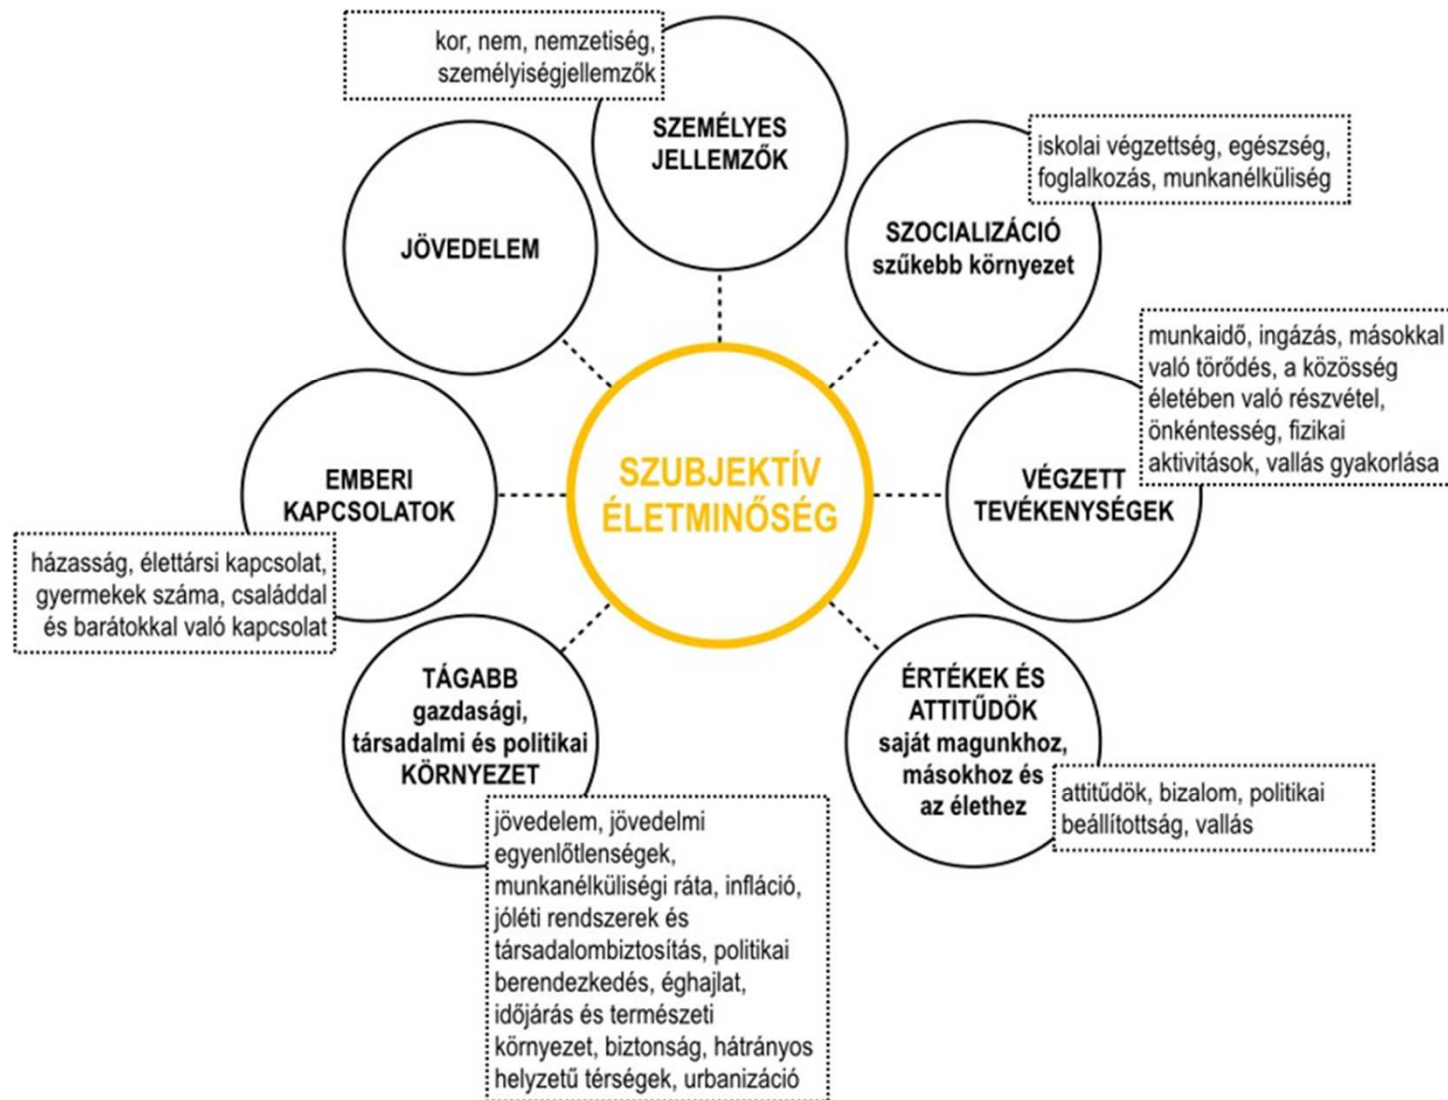 kor, nem, nemzetiség,
személyiségjellemzők
SZEMÉLYES
JELLEMZŐK
iskolai végzettség, egészség,
foglalkozás, munkanélküliség
SZOCIALIZÁCIÓ
szűkebb környezet
JÖVEDELEM
munkaidő, ingázás, másokkal
való törődés, a közösség
életében való részvétel,
önkéntesség, fizikai
aktivitások, vallás gyakorlása
VÉGZETT
TEVÉKENYSÉGEK
SZUBJEKTÍV
ÉLETMINŐSÉG
EMBERI
KAPCSOLATOK
házasság, élettársi kapcsolat,
gyermekek száma, családdal
és barátokkal való kapcsolat
TÁGABB
gazdasági,
társadalmi és politikai
KÖRNYEZET
ÉRTÉKEK ÉS
ATTITŰDÖK
saját magunkhoz,
másokhoz és
az élethez
attitűdök, bizalom, politikai
beállítottság, vallás
jövedelem, jövedelmi
egyenlőtlenségek,
munkanélküliségi ráta, infláció,
jóléti rendszerek és
társadalombiztosítás, politikai
berendezkedés, éghajlat,
időjárás és természeti
környezet, biztonság, hátrányos
helyzetű térségek, urbanizáció